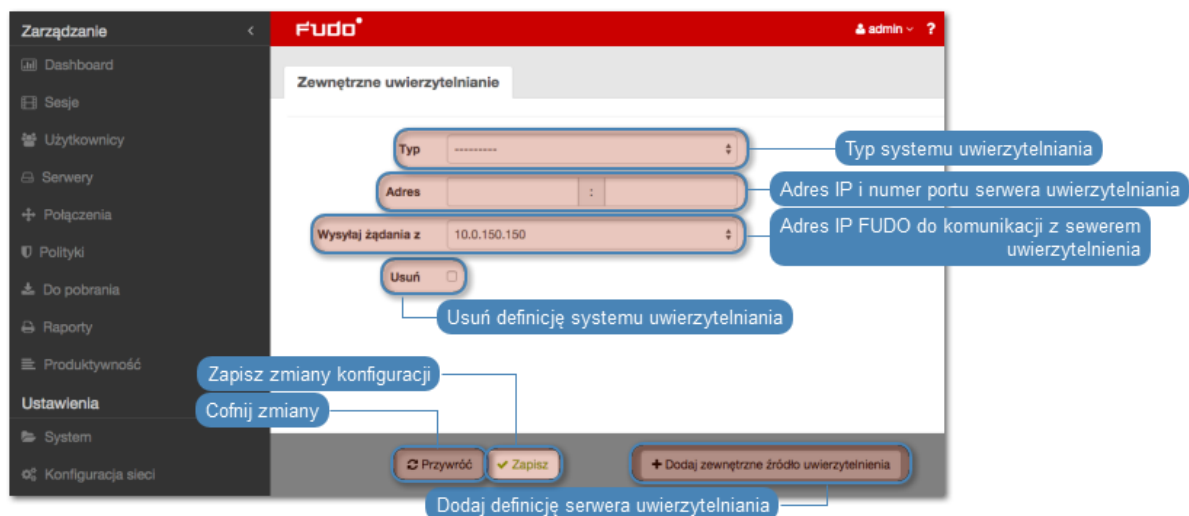 Zarządzanie
FUDO
admin
?
Dashboard
Zewnętrzne uwierzytelnianie
Sesje
Użytkownicy
Typ
---------
Typ systemu uwierzytelniania
Serwery
Adres
:
Adres IP i numer portu serwera uwierzytelniania
Połączenia
Wysyłaj żądania z
10.0.150.150
Adres IP FUDO do komunikacji z sewerem
uwierzytelnienia
Polityki
Usuń
Do pobrania
Usuń definicję systemu uwierzytelniania
Raporty
Produktywność
Zapisz zmiany konfiguracji
Ustawienia
Cofnij zmiany
System
Przywróć
Zapisz
+ Dodaj zewnętrzne źródło uwierzytelnienia
Konfiguracja sieci
Dodaj definicję serwera uwierzytelniania